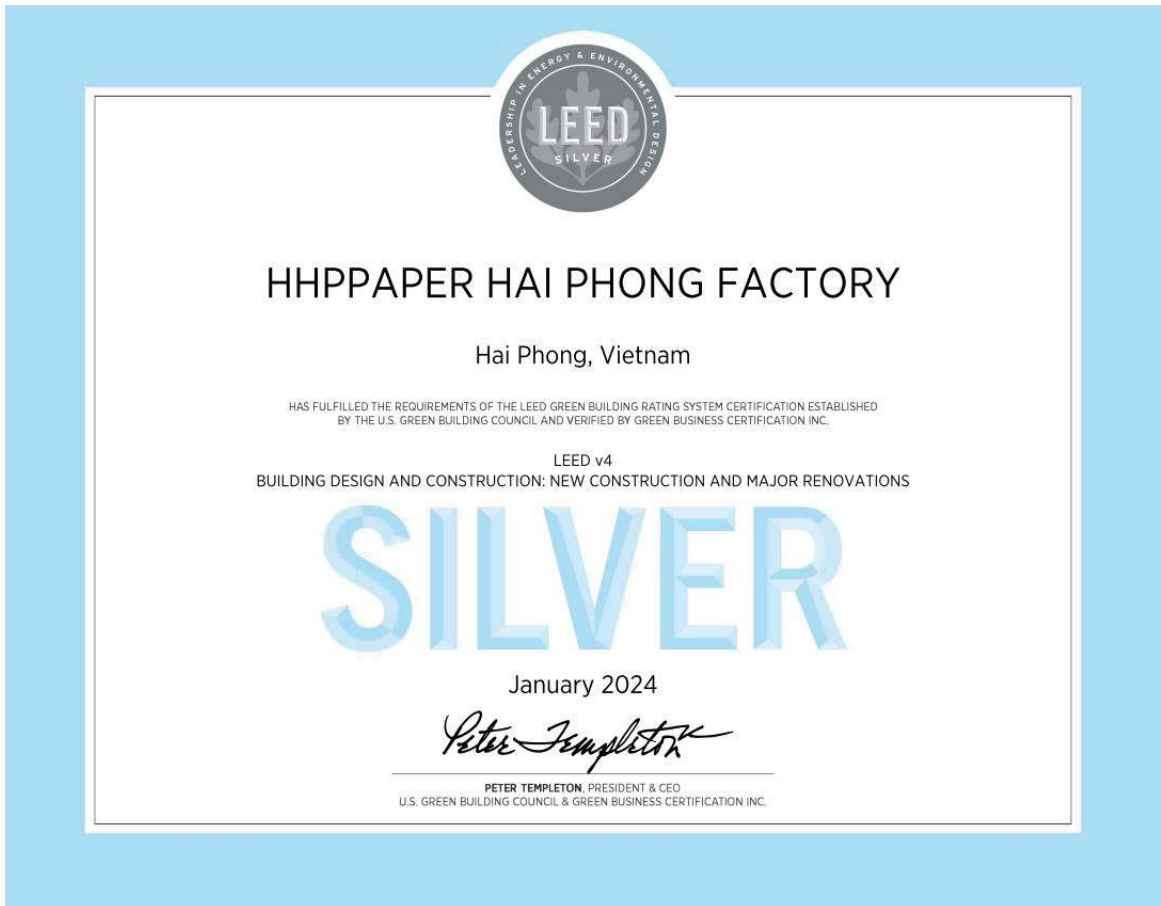 LEADERSHIP IN ENERGY & ENVIRONMENTAL DESIGN
LEED
SILVER
HHPPAPER HAI PHONG FACTORY
Hai Phong, Vietnam
HAS FULFILLED THE REQUIREMENTS OF THE LEED GREEN BUILDING RATING SYSTEM CERTIFICATION ESTABLISHED
BY THE U.S. GREEN BUILDING COUNCIL AND VERIFIED BY GREEN BUSINESS CERTIFICATION INC.
LEED v4
BUILDING DESIGN AND CONSTRUCTION: NEW CONSTRUCTION AND MAJOR RENOVATIONS
SILVER
January 2024
Peter Templeton
PETER TEMPLETON, PRESIDENT & CEO
U.S. GREEN BUILDING COUNCIL & GREEN BUSINESS CERTIFICATION INC.